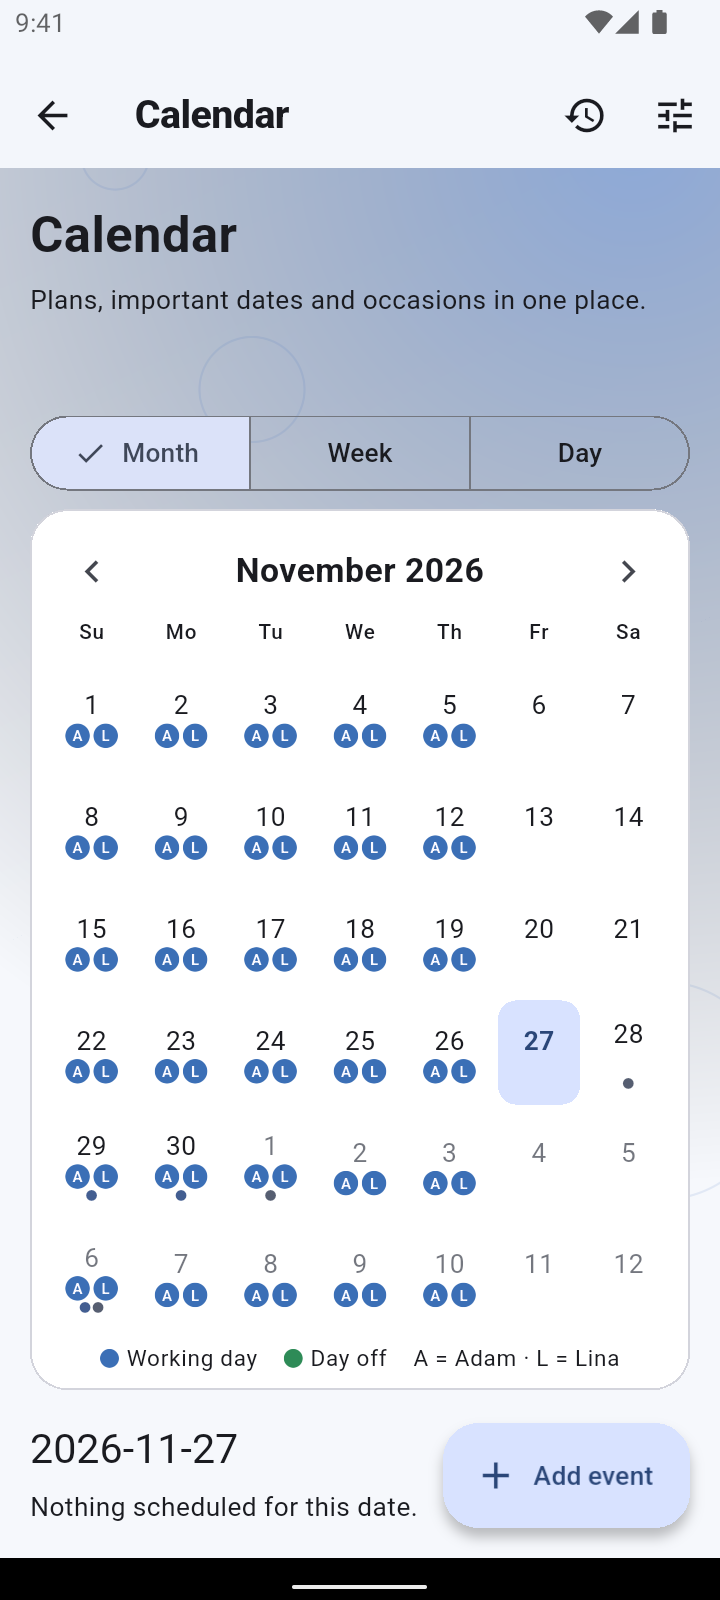 9:41
Calendar
Calendar
Plans, important dates and occasions in one place.
Month Week Day
November 2026
Su Mo Tu We Th Fr Sa
1 2 3 4 5 6 7
A L A L A L A L A L
8 9 10 11 12 13 14
A L A L A L A L A L
15 16 17 18 19 20 21
A L A L A L A L A L
22 23 24 25 26 27 28
A L A L A L A L A L
29 30 1 2 3 4 5
A L A L A L A L A L
6 7 8 9 10 11 12
A L A L A L A L A L
Working day Day off A = Adam · L = Lina
2026-11-27
Add event
Nothing scheduled for this date.